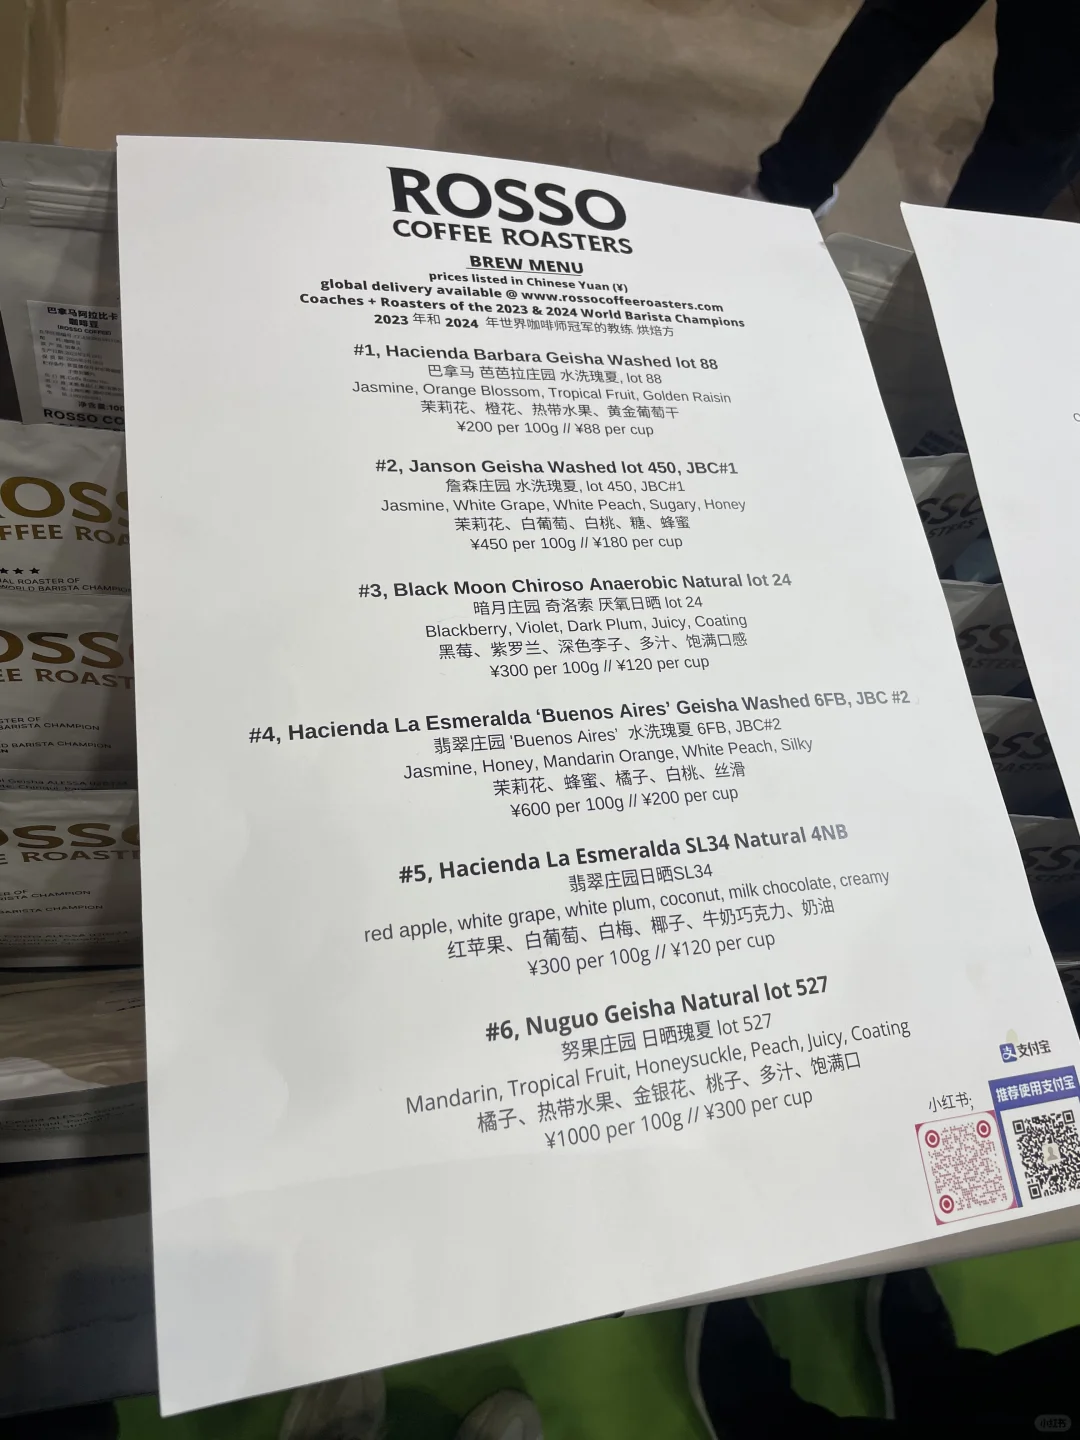 ROSSO
COFFEE ROASTERS
BREW MENU
prices listed in Chinese Yuan (¥)
global delivery available @ www.rossocoffeeroasters.com
Coaches + Roasters of the 2023 & 2024 World Barista Champions
2023 年和 2024 年世界咖啡师冠军的教练 烘焙方
#1, Hacienda Barbara Geisha Washed lot 88
巴拿马 芭芭拉庄园 水洗瑰夏, lot 88
Jasmine, Orange Blossom, Tropical Fruit, Golden Raisin
茉莉花、橙花、热带水果、黄金葡萄干
¥200 per 100g // ¥88 per cup
#2, Janson Geisha Washed lot 450, JBC#1
詹森庄园 水洗瑰夏, lot 450, JBC#1
Jasmine, White Grape, White Peach, Sugary, Honey
茉莉花、白葡萄、白桃、糖、蜂蜜
¥450 per 100g // ¥180 per cup
#3, Black Moon Chiroso Anaerobic Natural lot 24
暗月庄园 奇洛索 厌氧日晒 lot 24
Blackberry, Violet, Dark Plum, Juicy, Coating
黑莓、紫罗兰、深色李子、多汁、饱满口感
¥300 per 100g // ¥120 per cup
#4, Hacienda La Esmeralda ‘Buenos Aires’ Geisha Washed 6FB, JBC #2
翡翠庄园 'Buenos Aires' 水洗瑰夏 6FB, JBC#2
Jasmine, Honey, Mandarin Orange, White Peach, Silky
茉莉花、蜂蜜、橘子、白桃、丝滑
¥600 per 100g // ¥200 per cup
#5, Hacienda La Esmeralda SL34 Natural 4NB
翡翠庄园日晒SL34
red apple, white grape, white plum, coconut, milk chocolate, creamy
红苹果、白葡萄、白梅、椰子、牛奶巧克力、奶油
¥300 per 100g // ¥120 per cup
#6, Nuguo Geisha Natural lot 527
努果庄园 日晒瑰夏 lot 527
Mandarin, Tropical Fruit, Honeysuckle, Peach, Juicy, Coating
橘子、热带水果、金银花、桃子、多汁、饱满口
¥1000 per 100g // ¥300 per cup
支付宝
小红书;
推荐使用支付宝
巴拿马阿拉比卡
咖啡豆
ROSSO CO
小红书